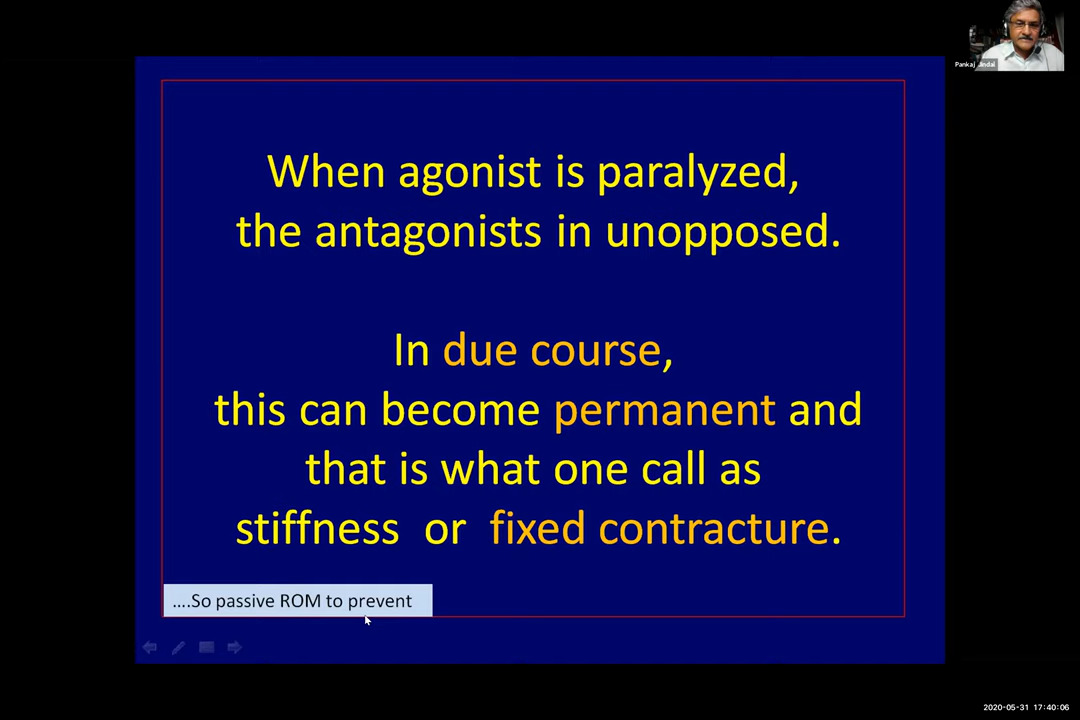 Pankaj Jindal
When agonist is paralyzed,
the antagonists in unopposed.
In due course,
this can become permanent and
that is what one call as
stiffness or fixed contracture.
....So passive ROM to prevent
2020-05-31 17:40:06